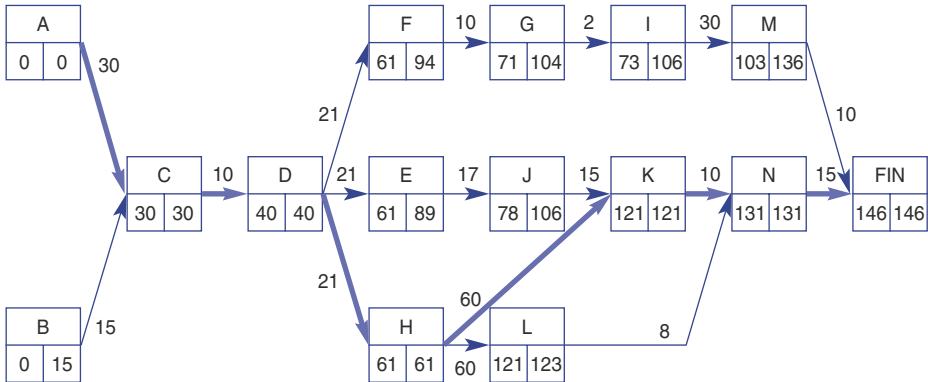 A F G I M
10 2 30
0 0 30 61 94 71 104 73 106 103 136
21 10
C D E J K N FIN
10 21 17 15 10 15
30 30 40 40 61 89 78 106 121 121 131 131 146 146
21
60
B H L
15 8
0 15 61 61 60 121 123